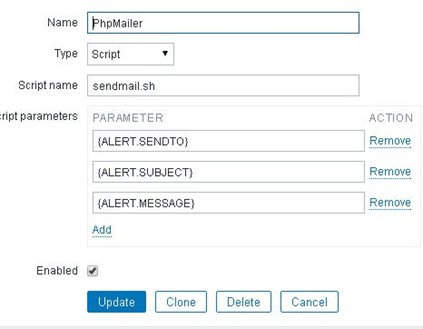 Name PhpMailer
Type Script
Script name sendmail.sh
cript parameters PARAMETER ACTION
{ALERT.SENDTO} Remove
{ALERT.SUBJECT} Remove
{ALERT.MESSAGE} Remove
Add
Enabled
Update Clone Delete Cancel